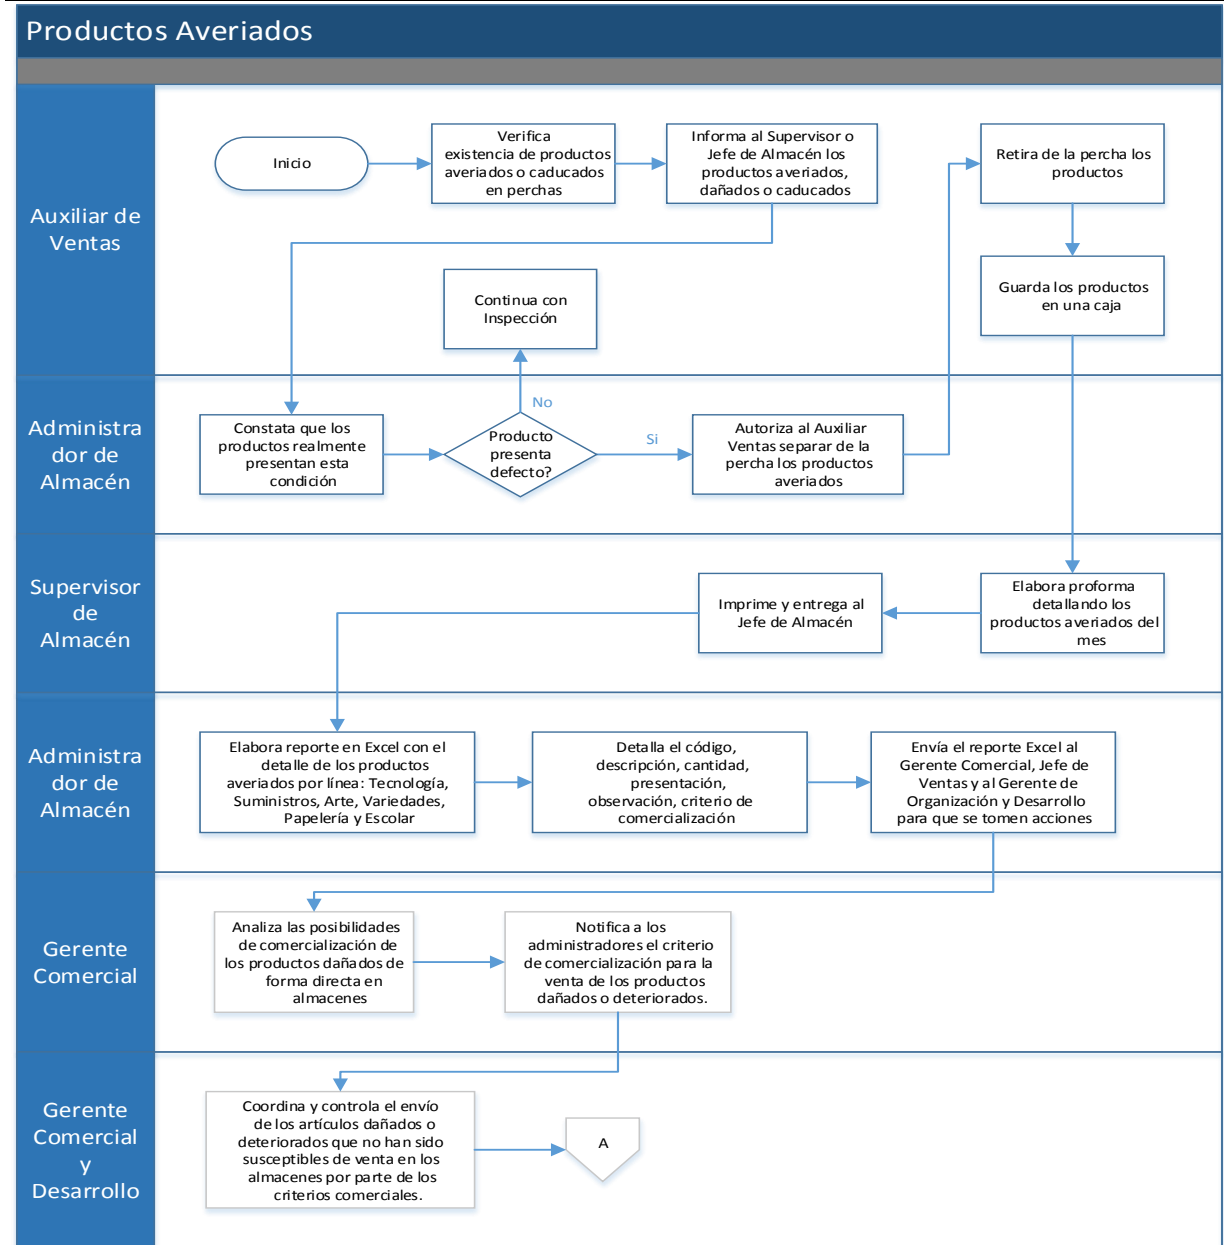 Productos Averiados
Auxiliar de
Ventas
Inicio
Verifica
existencia de productos
averiados o caducados
en perchas
Informa al Supervisor o
Jefe de Almacén los
productos averiados,
dañados o caducados
Retira de la percha los
productos
Continua con
Inspección
Guarda los productos
en una caja
Administra
dor de
Almacén
Constata que los
productos realmente
presentan esta
condición
No
Producto
presenta
defecto?
Si
Autoriza al Auxiliar
Ventas separar de la
percha los productos
averiados
Supervisor
de
Almacén
Imprime y entrega al
Jefe de Almacén
Elabora proforma
detallando los
productos averiados del
mes
Administra
dor de
Almacén
Elabora reporte en Excel con el
detalle de los productos
averiados por línea: Tecnología,
Suministros, Arte, Variedades,
Papelería y Escolar
Detalla el código,
descripción, cantidad,
presentación,
observación, criterio de
comercialización
Envía el reporte Excel al
Gerente Comercial, Jefe de
Ventas y al Gerente de
Organización y Desarrollo
para que se tomen acciones
Gerente
Comercial
Analiza las posibilidades
de comercialización de
los productos dañados de
forma directa en
almacenes
Notifica a los
administradores el criterio
de comercialización para la
venta de los productos
dañados o deteriorados.
Gerente
Comercial
y
Desarrollo
Coordina y controla el envío
de los artículos dañados o
deteriorados que no han sido
susceptibles de venta en los
almacenes por parte de los
criterios comerciales.
A